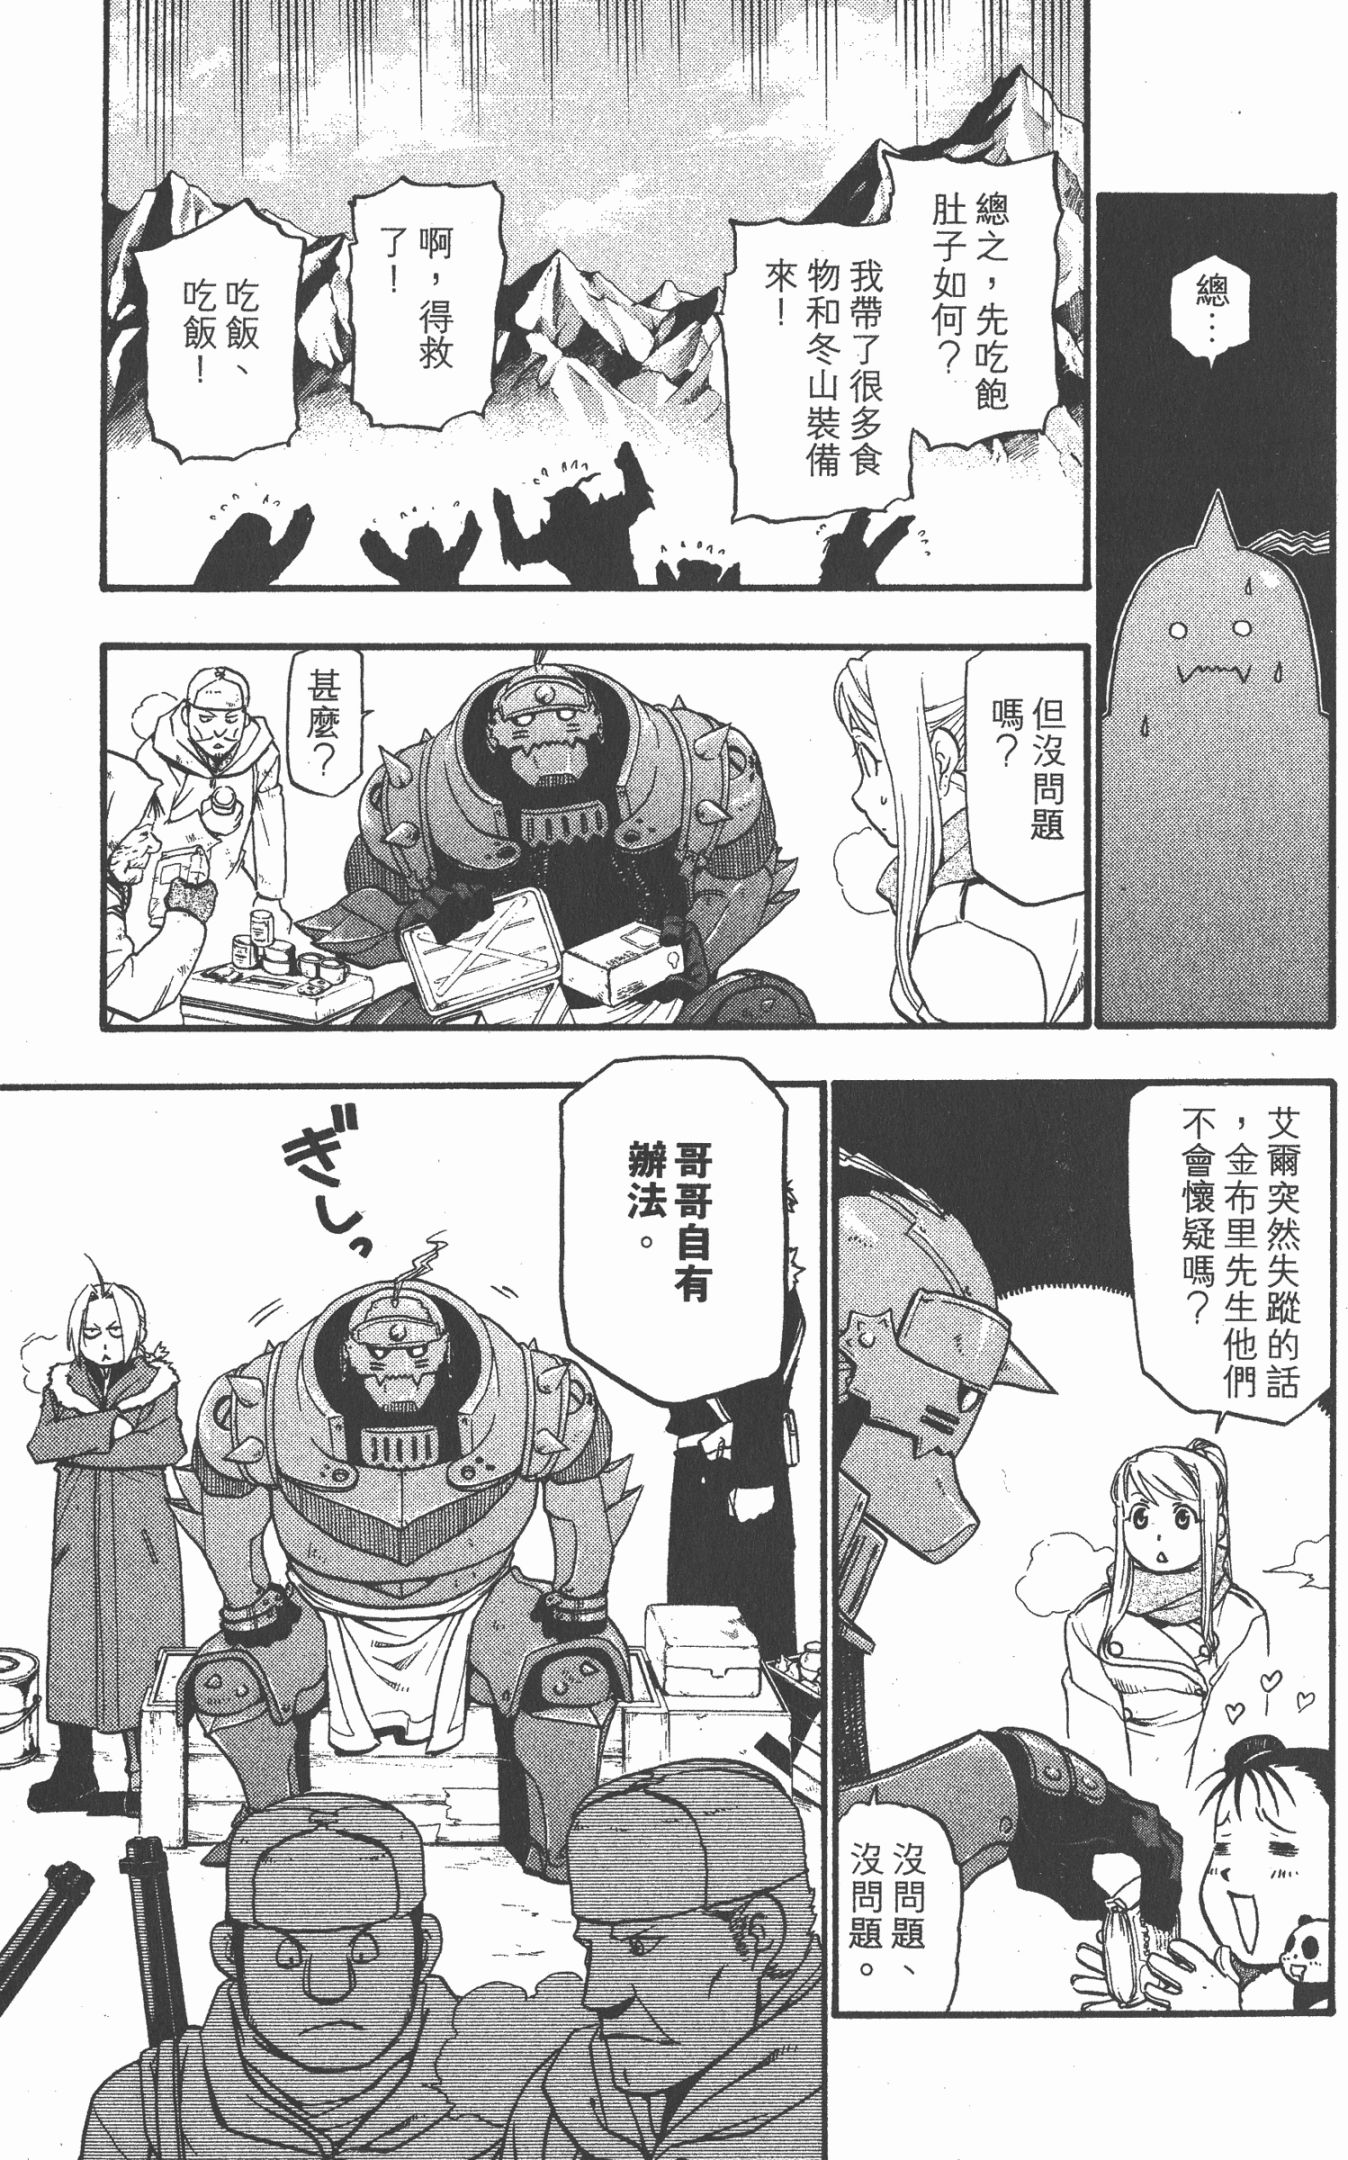 總…
總之，先吃飽
肚子如何？
我帶了很多食
物和冬山裝備
來！
啊，得救
了！
吃飯、
吃飯！
但沒問題
嗎？
甚麼？
艾爾突然失蹤的話
，金布里先生他們
不會懷疑嗎？
沒問題、
沒問題。
哥哥自有
辦法。
ぎしっ